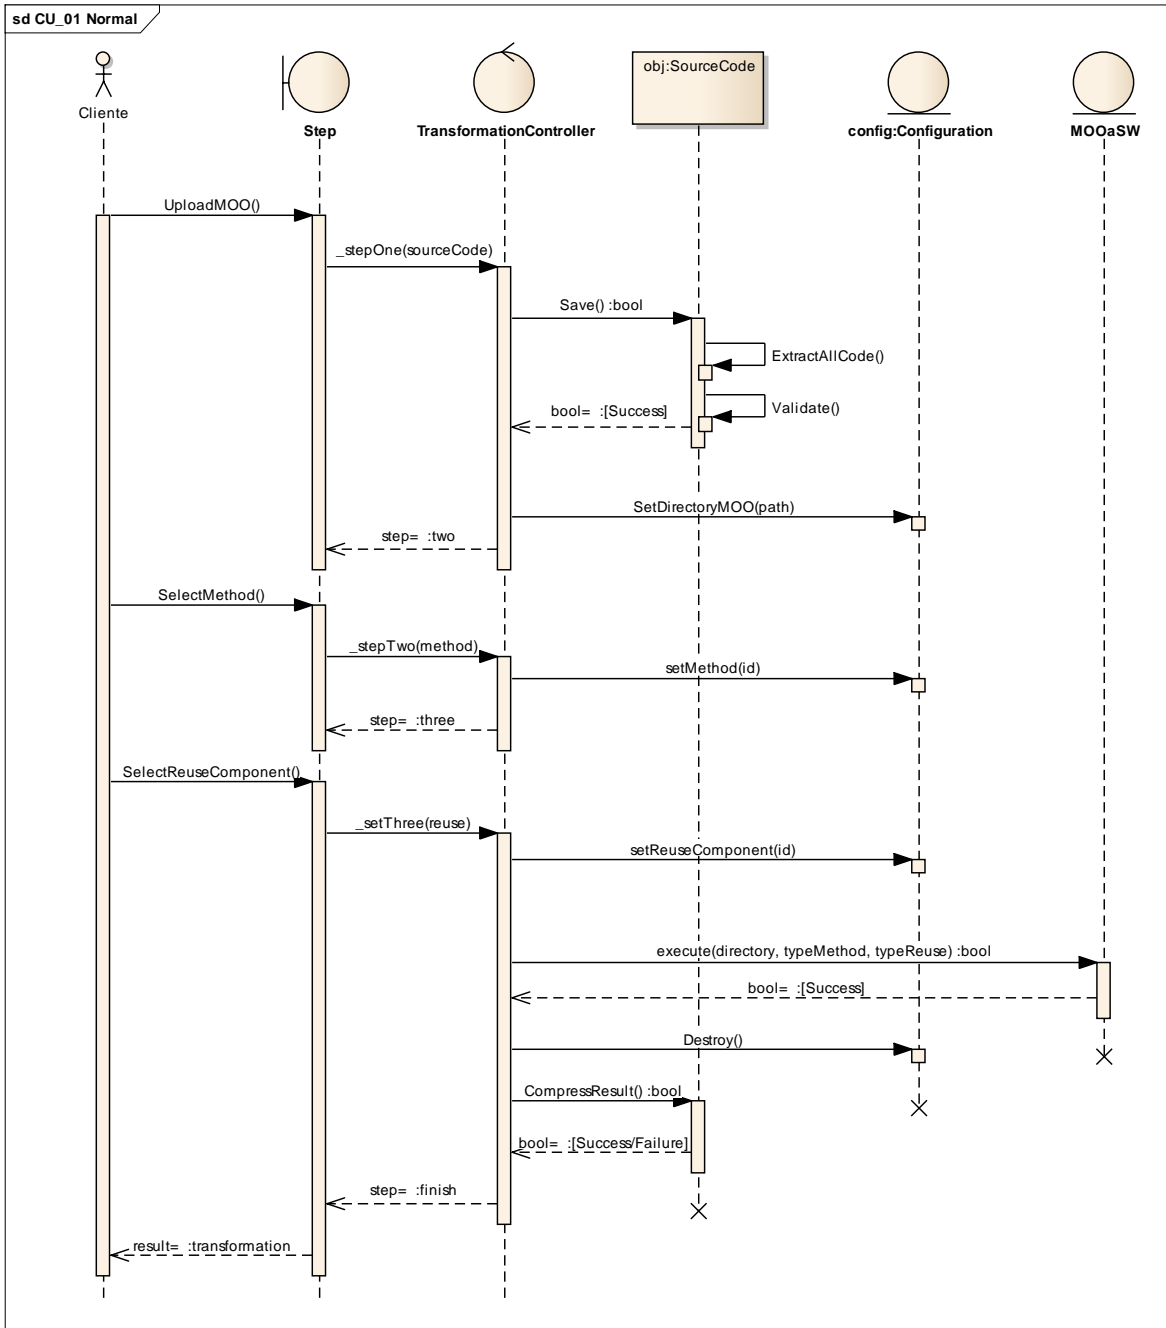 sd CU_01 Normal
obj:SourceCode
Cliente
Step
TransformationController
config:Configuration
MOOaSW
UploadMOO()
_stepOne(sourceCode)
Save() :bool
ExtractAllCode()
Validate()
bool= :[Success]
SetDirectoryMOO(path)
step= :two
SelectMethod()
_stepTwo(method)
setMethod(id)
step= :three
SelectReuseComponent()
_setThree(reuse)
setReuseComponent(id)
execute(directory, typeMethod, typeReuse) :bool
bool= :[Success]
Destroy()
CompressResult() :bool
bool= :[Success/Failure]
step= :finish
result= :transformation